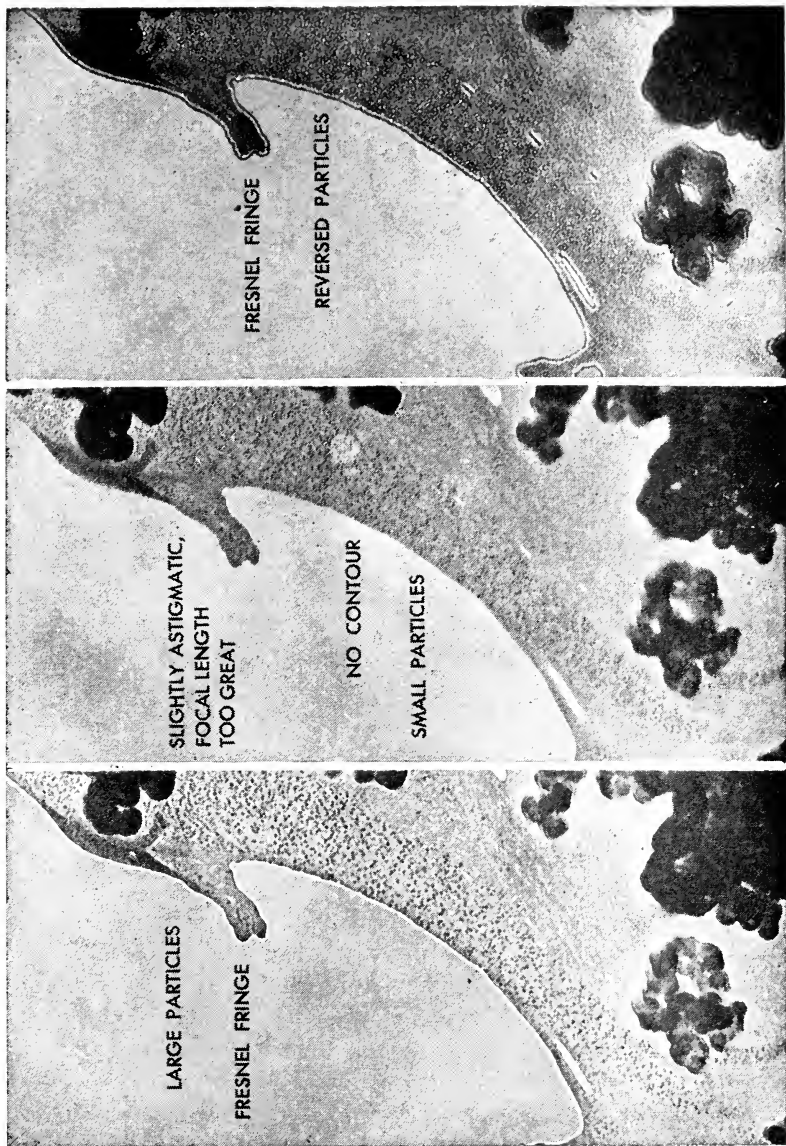 LARGE PARTICLES
FRESNEL FRINGE
SLIGHTLY ASTIGMATIC,
FOCAL LENGTH
TOO GREAT
NO CONTOUR
SMALL PARTICLES
FRESNEL FRINGE
REVERSED PARTICLES